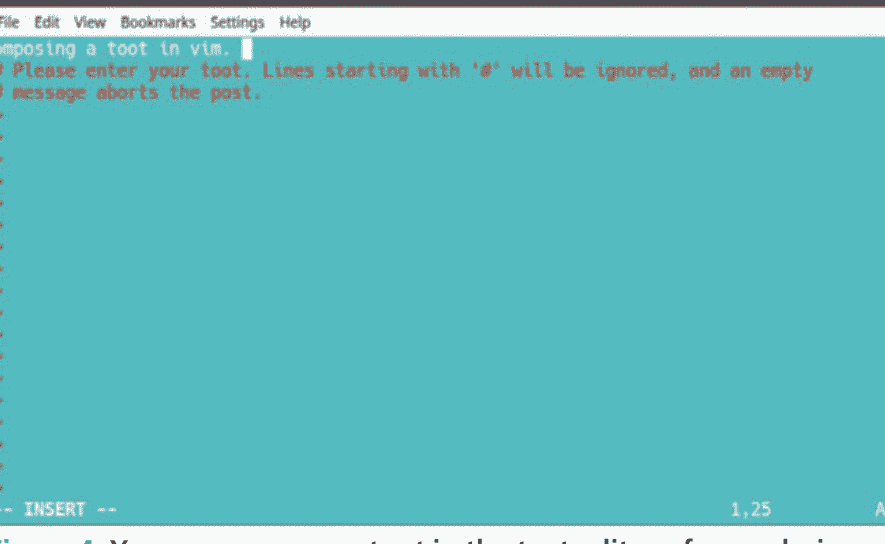 File Edit View Bookmarks Settings Help
omposing a toot in vim.
# Please enter your toot. Lines starting with '#' will be ignored, and an empty
# message aborts the post.
-- INSERT -- 1,25 A